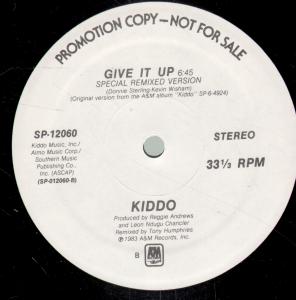 PROMOTION COPY—NOT FOR SALE
GIVE IT UP 6:45
SPECIAL REMIXED VERSION
(Donnie Sterling-Kevin Wisham)
(Original version from the A&M album "Kiddo" SP-6-4924)
SP-12060
Kiddo Music, Inc./
Almo Music Corp./
Southern Music
Publishing Co.,
Inc. (ASCAP)
(SP-012060-B)
STEREO
33⅓ RPM
KIDDO
Produced by Reggie Andrews
and Leon Ndugu Chancler
Remixed by Tony Humphries
℗1983 A&M Records, Inc.
B
A&M